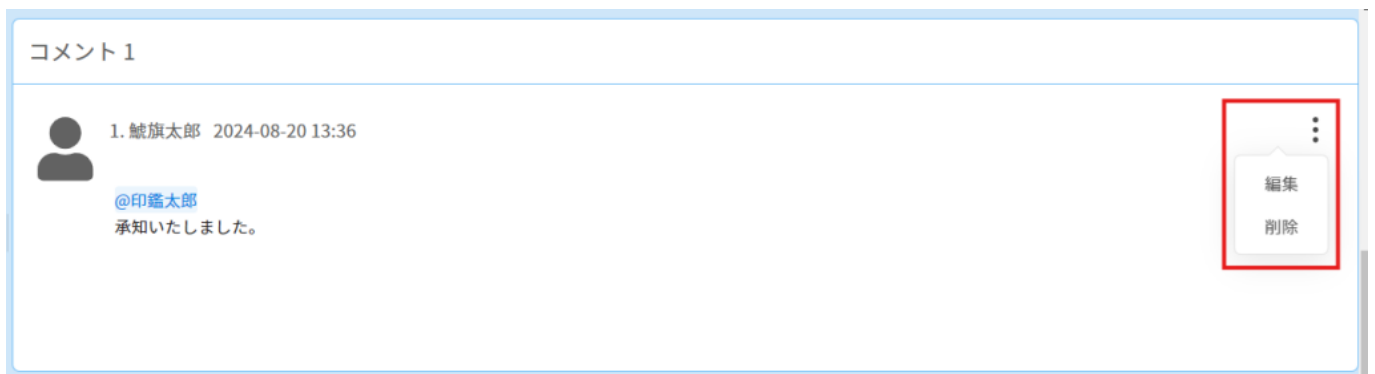 コメント 1
1. 鯱旗太郎 2024-08-20 13:36
@印鑑太郎
承知いたしました。
編集
削除